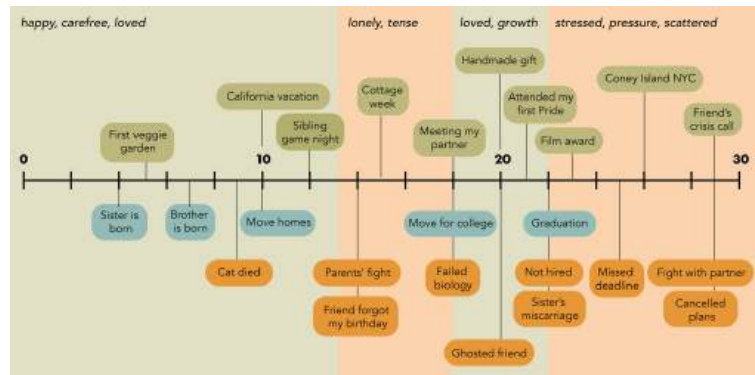 happy, carefree, loved
lonely, tense
loved, growth
stressed, pressure, scattered
Handmade gift
Coney Island NYC
California vacation
Cottage
week
Attended my
first Pride
Friend's
crisis call
First veggie
garden
Sibling
game night
Meeting my
partner
Film award
0
10
20
30
Sister is
born
Brother
is born
Move homes
Move for college
Graduation
Cat died
Parents' fight
Failed
biology
Not hired
Missed
deadline
Fight with partner
Friend forgot
my birthday
Sister's
miscarriage
Cancelled
plans
Ghosted friend